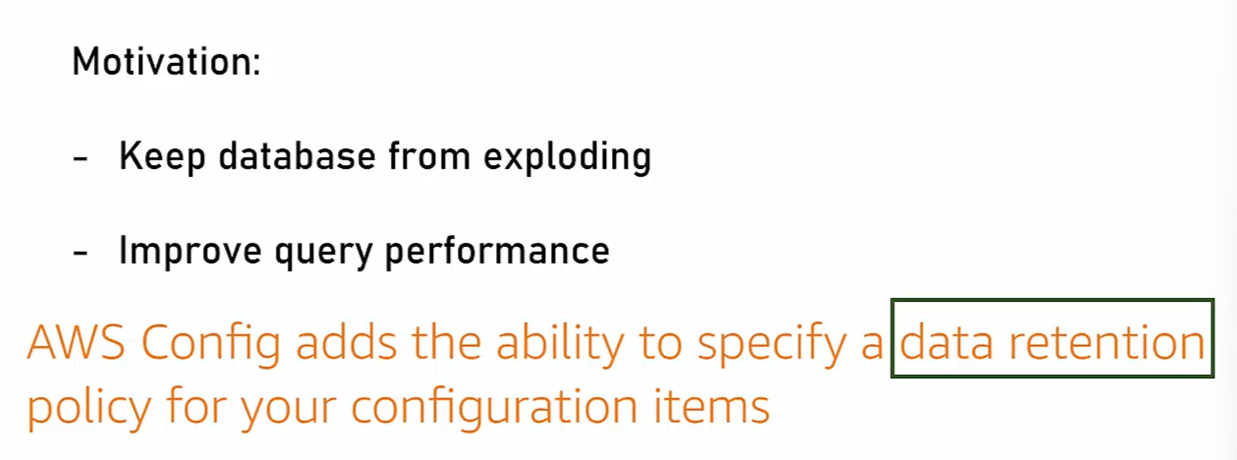 Motivation:
- Keep database from exploding
- Improve query performance
AWS Config adds the ability to specify a data retention
policy for your configuration items